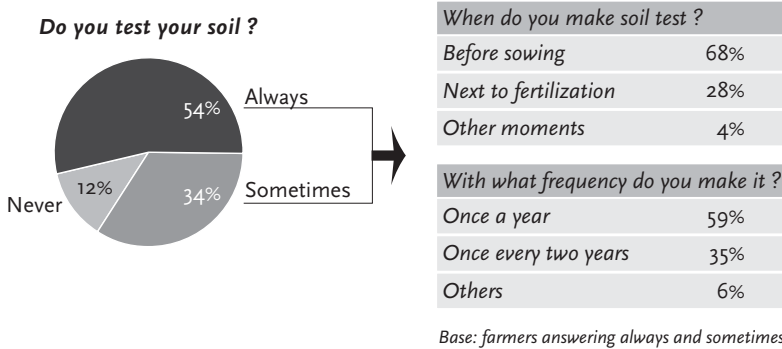 Do you test your soil ?
54% Always
34% Sometimes
12%
Never
When do you make soil test ?
Before sowing 68%
Next to fertilization 28%
Other moments 4%
With what frequency do you make it ?
Once a year 59%
Once every two years 35%
Others 6%
Base: farmers answering always and sometimes